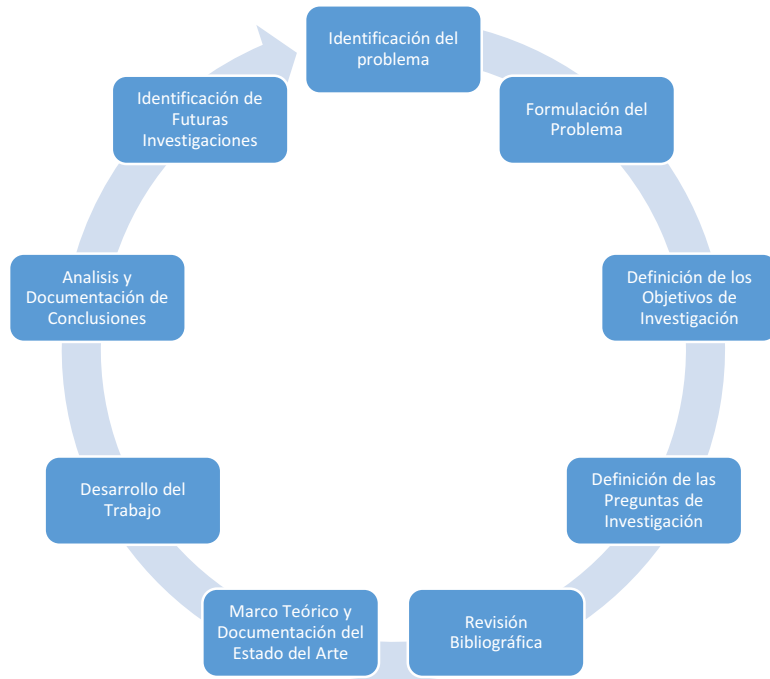 Identificación del
problema
Formulación del
Problema
Definición de los
Objetivos de
Investigación
Definición de las
Preguntas de
Investigación
Revisión
Bibliográfica
Marco Teórico y
Documentación del
Estado del Arte
Desarrollo del
Trabajo
Analisis y
Documentación de
Conclusiones
Identificación de
Futuras
Investigaciones